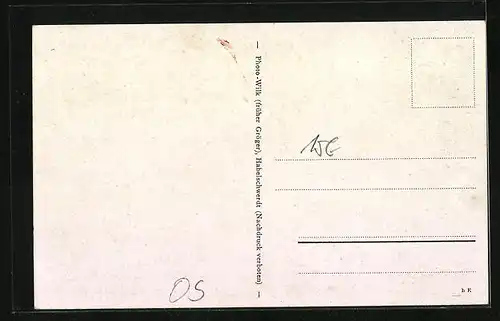 — Photo-Wilk (früher Gröger), Habelschwerdt (Nachdruck verboten) —
OS
b R